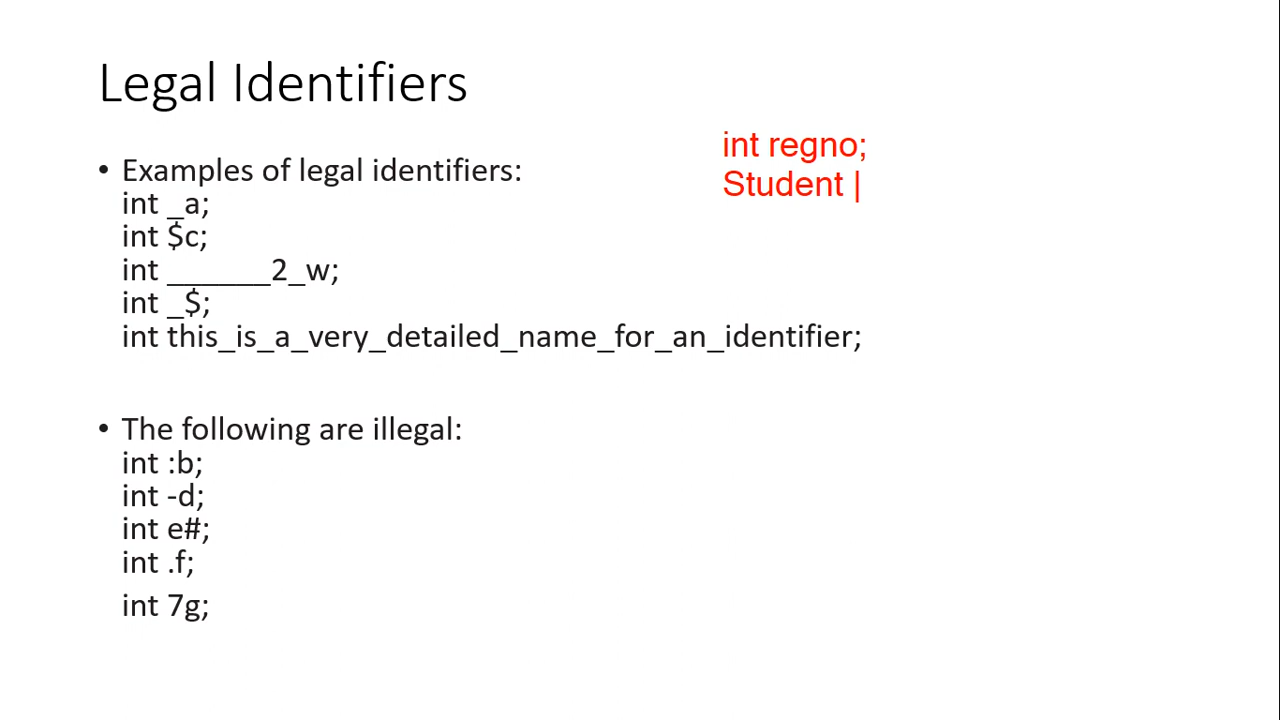 Legal Identifiers
• Examples of legal identifiers:
int _a;
int $c;
int ______2_w;
int _$;
int this_is_a_very_detailed_name_for_an_identifier;
• The following are illegal:
int :b;
int -d;
int e#;
int .f;
int 7g;
int regno;
Student |